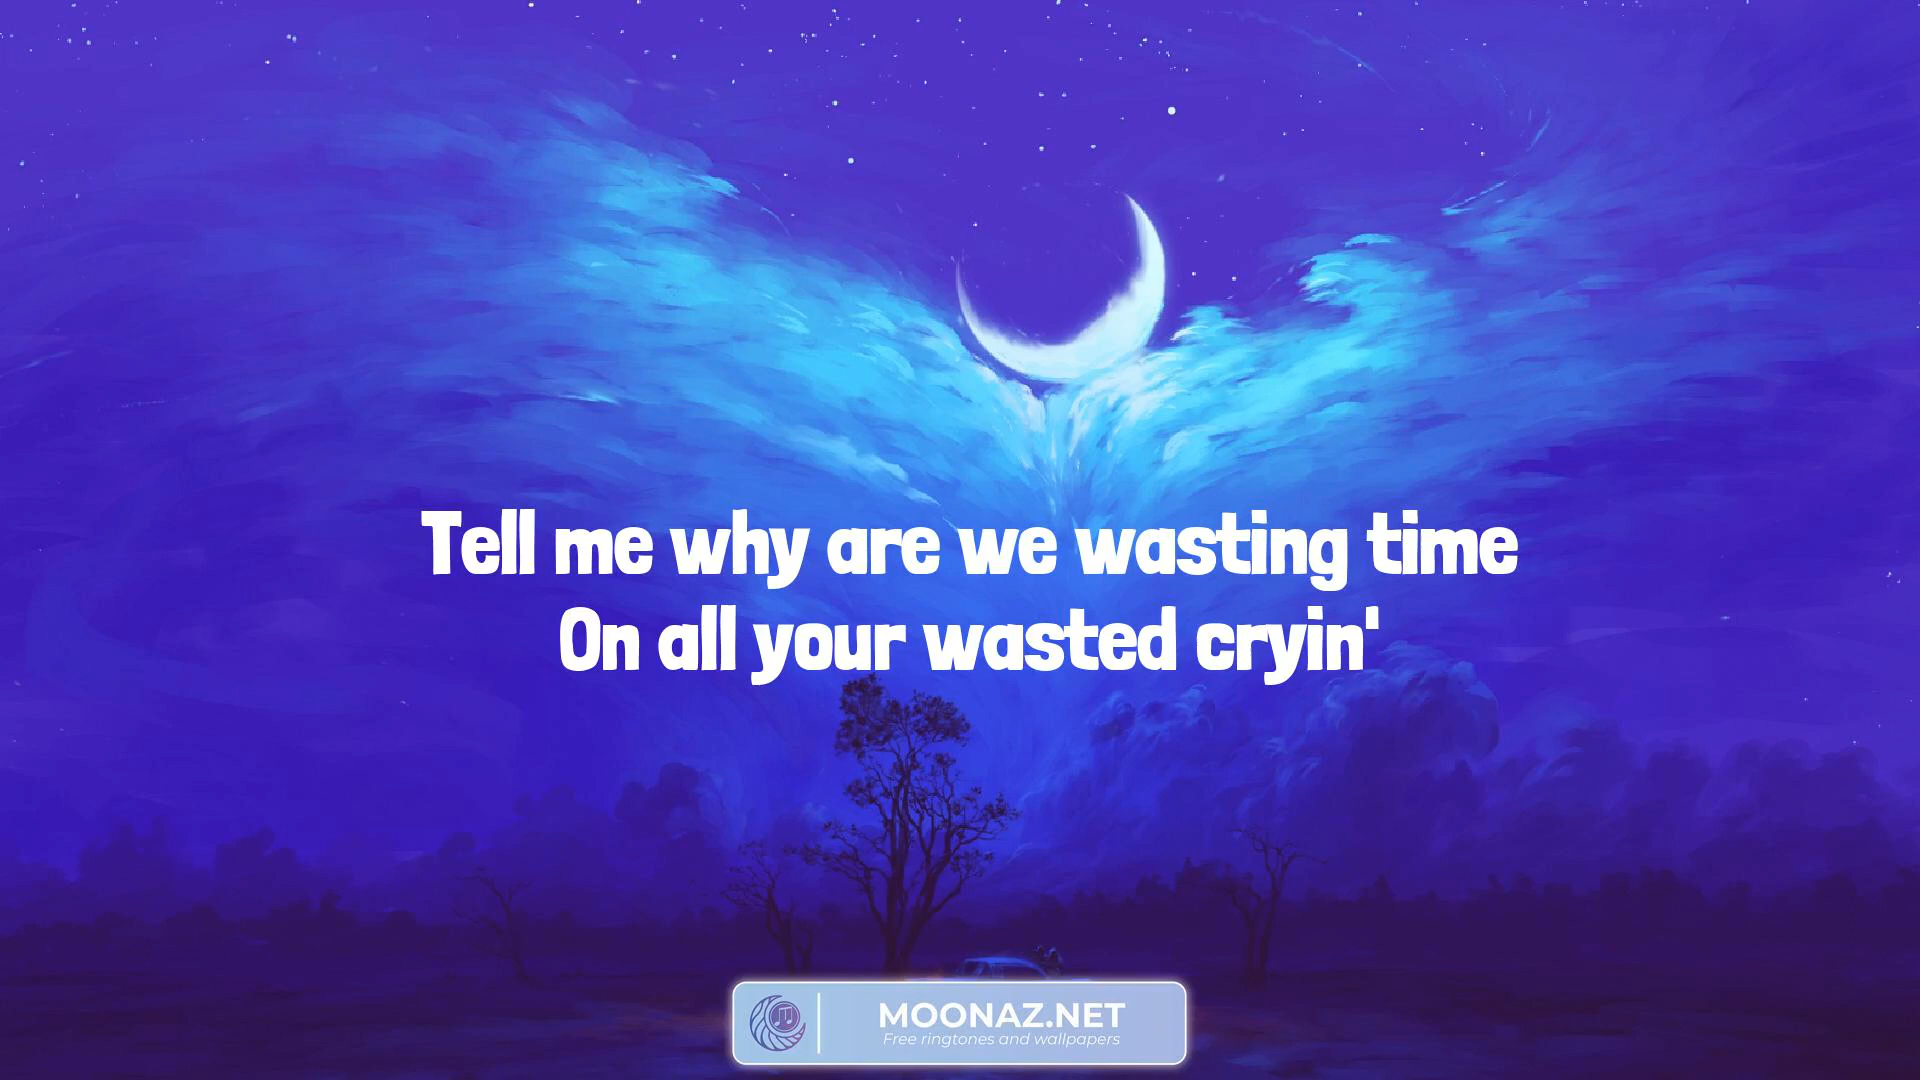 Tell me why are we wasting time
On all your wasted cryin'
MOONAZ.NET
Free ringtones and wallpapers